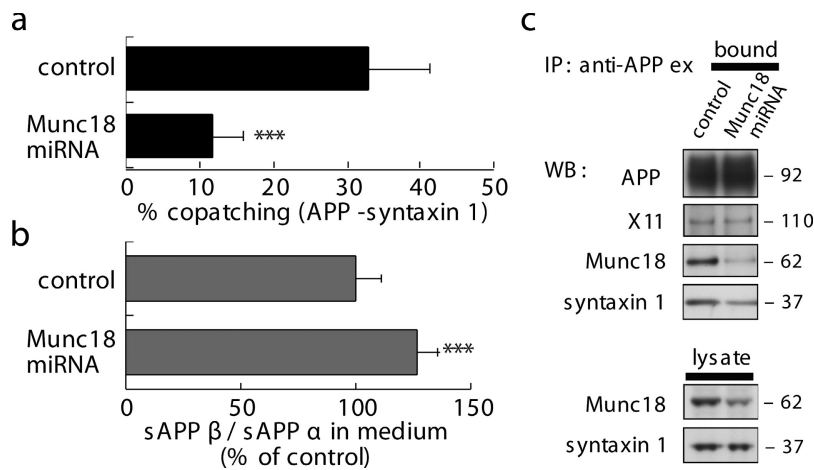 a
control
Munc18
miRNA
***
0 10 20 30 40 50
% copatching (APP -syntaxin 1)
b
control
Munc18
miRNA
***
0 50 100 150
sAPP β / sAPP α in medium
(% of control)
c
bound
IP: anti-APP ex
control
Munc18
miRNA
WB: APP – 92
X11 – 110
Munc18 – 62
syntaxin 1 – 37
lysate
Munc18 – 62
syntaxin 1 – 37